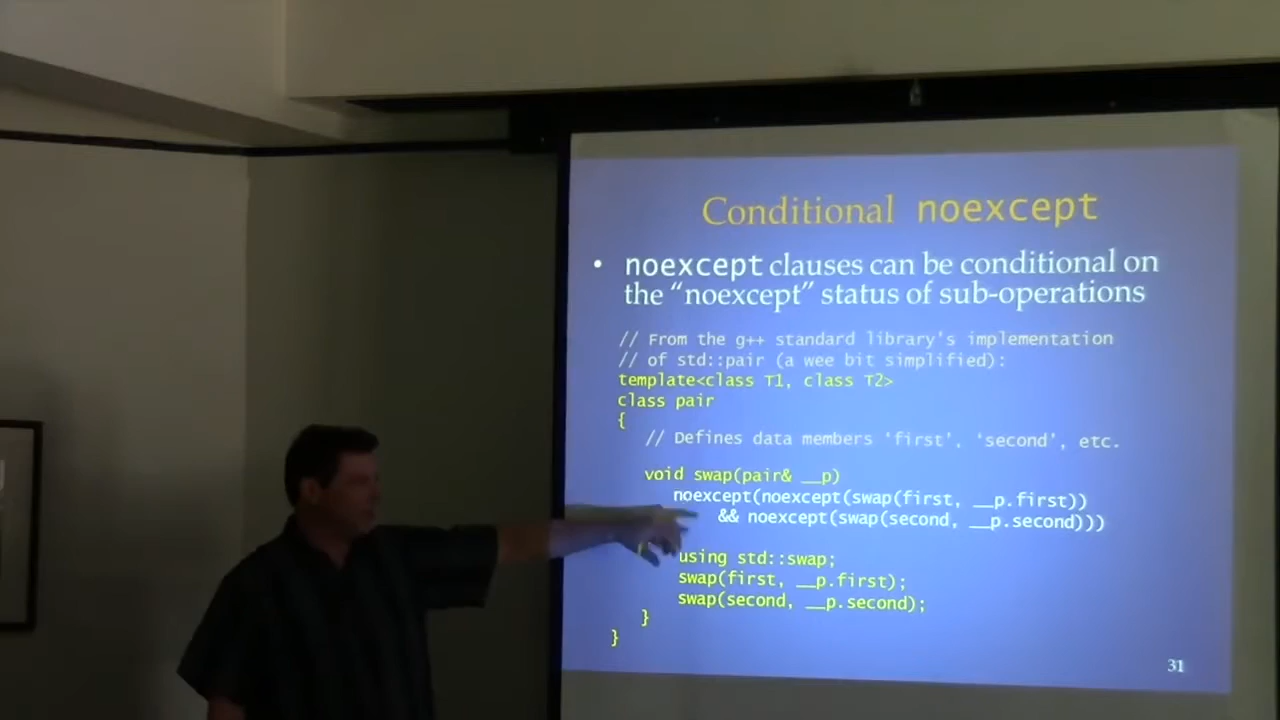 Conditional noexcept
• noexcept clauses can be conditional on
the “noexcept” status of sub-operations
// From the g++ standard library's implementation
// of std::pair (a wee bit simplified):
template<class T1, class T2>
class pair
{
// Defines data members ‘first’, ‘second’, etc.
void swap(pair& __p)
noexcept(noexcept(swap(first, __p.first))
&& noexcept(swap(second, __p.second)))
using std::swap;
swap(first, __p.first);
swap(second, __p.second);
}
}
31